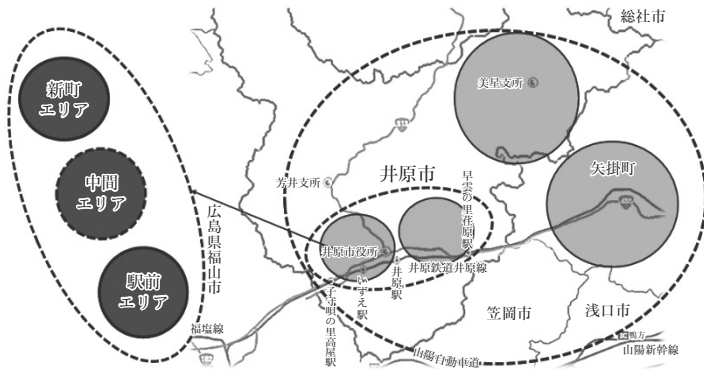 総社市
新町
エリア
美星支所
中間
エリア
井原市
矢掛町
芳井支所
早雲の里荏原駅
広島県福山市
井原市役所
井原駅
井原鉄道井原線
いずえ駅
駅前
エリア
子守唄の里高屋駅
笠岡市
浅口市
福塩線
鴨方
山陽自動車道
山陽新幹線